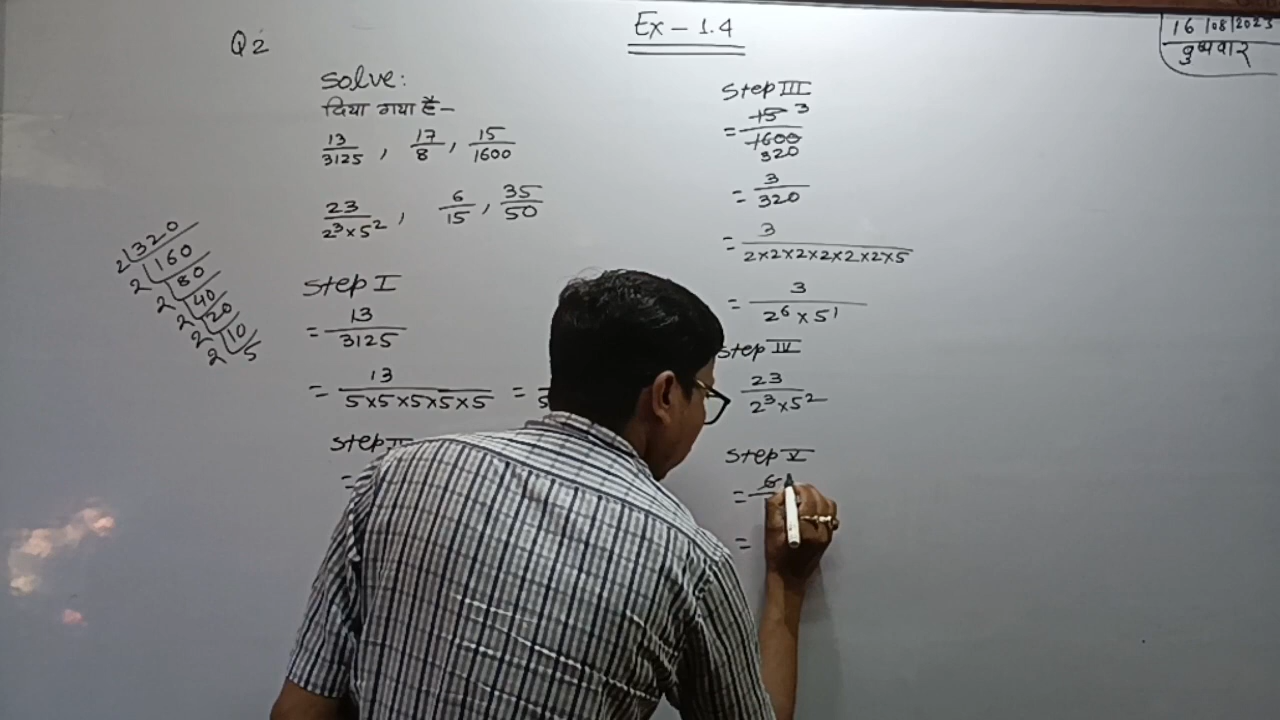 Ex - 1.4
16/08/2023
बुधवार
Q2
Solve:
दिया गया है-
13/3125, 17/8, 15/1600
23/2³×5², 6/15, 35/50
2 320
2 160
2 80
2 40
2 20
2 10
5
Step I
= 13/3125
= 13/5×5×5×5×5 =
Step
=
Step III
= 15 3/1600 320
= 3/320
= 3/2×2×2×2×2×2×5
= 3/2⁶×5¹
Step IV
23/2³×5²
Step V
= 6
=